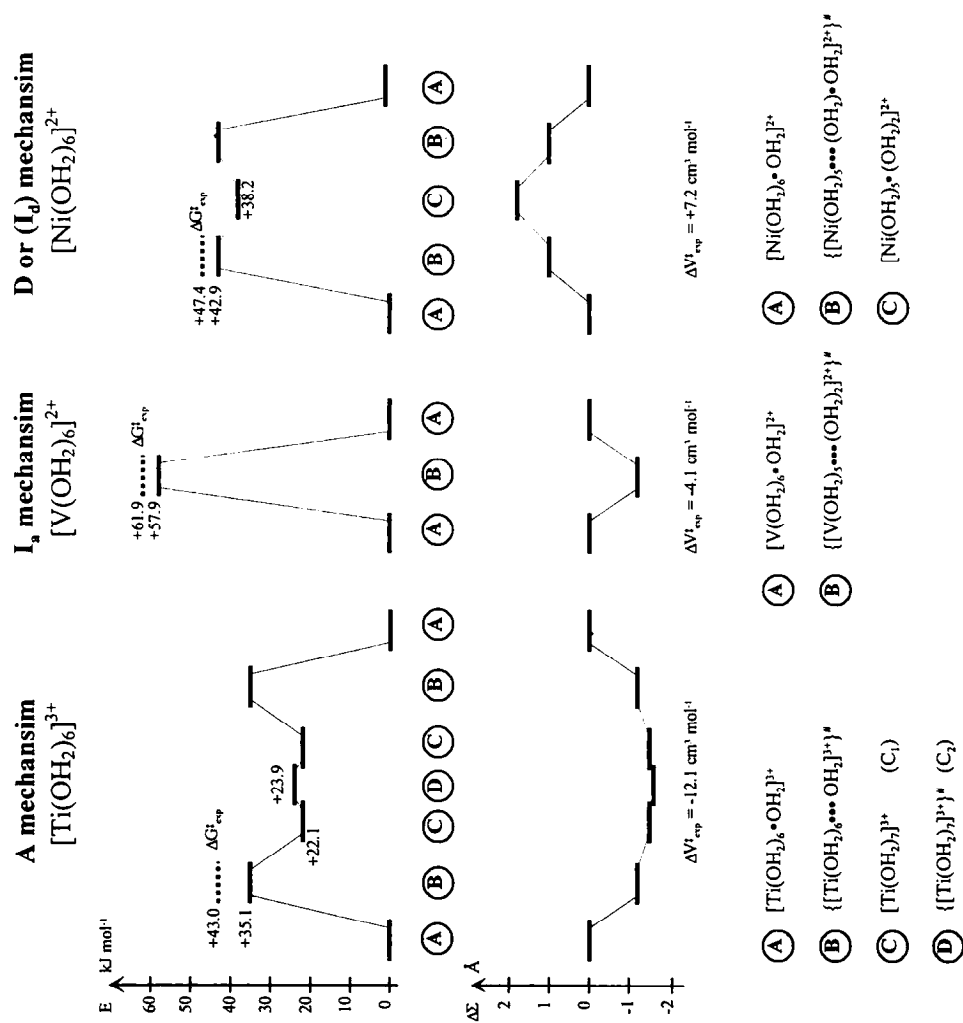 A mechansim
[Ti(OH2)6]3+
Ia mechansim
[V(OH2)6]2+
D or (Id) mechansim
[Ni(OH2)6]2+
E kJ mol-1
60
50
40
30
20
10
0
+43.0 ΔG‡exp
+35.1
+22.1
+23.9
+61.9 ΔG‡exp
+57.9
+47.4 ΔG‡exp
+42.9
+38.2
A B C D C B A
A B A
A B C B A
ΔΣ Å
2
1
0
-1
-2
ΔV‡exp = -12.1 cm3 mol-1
ΔV‡exp = -4.1 cm3 mol-1
ΔV‡exp = +7.2 cm3 mol-1
A [Ti(OH2)6•OH2]3+
B {[Ti(OH2)6•••OH2]3+}#
C [Ti(OH2)7]3+ (C1)
D {[Ti(OH2)7]3+}# (C2)
A [V(OH2)6•OH2]2+
B {[V(OH2)5•••(OH2)2]2+}#
A [Ni(OH2)6•OH2]2+
B {[Ni(OH2)5•••(OH2)•OH2]2+}#
C [Ni(OH2)5•(OH2)2]2+